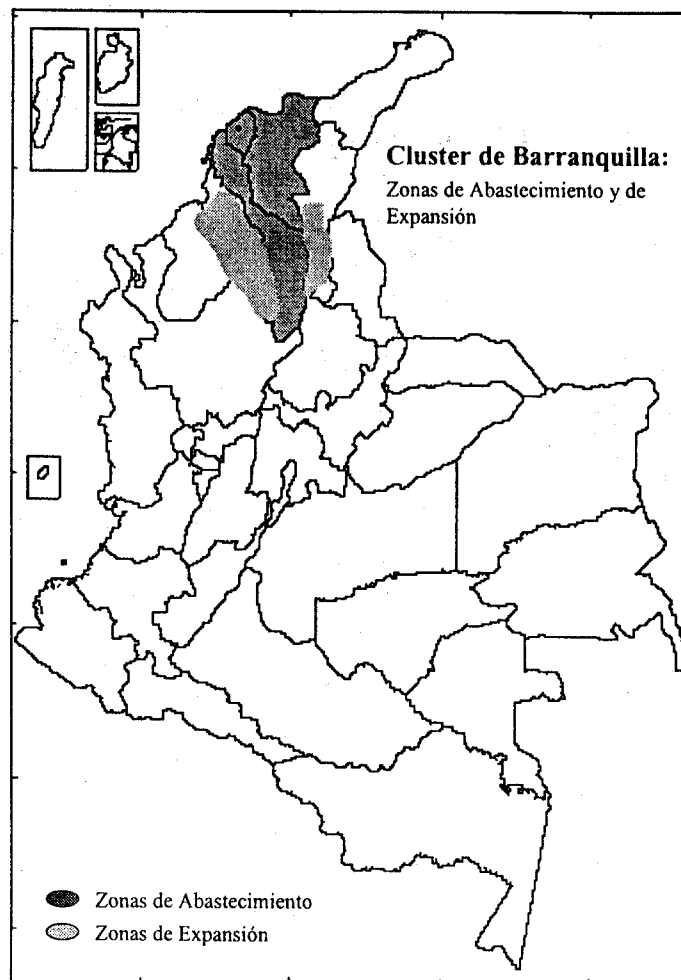 Cluster de Barranquilla:
Zonas de Abastecimiento y de
Expansión
Zonas de Abastecimiento
Zonas de Expansión